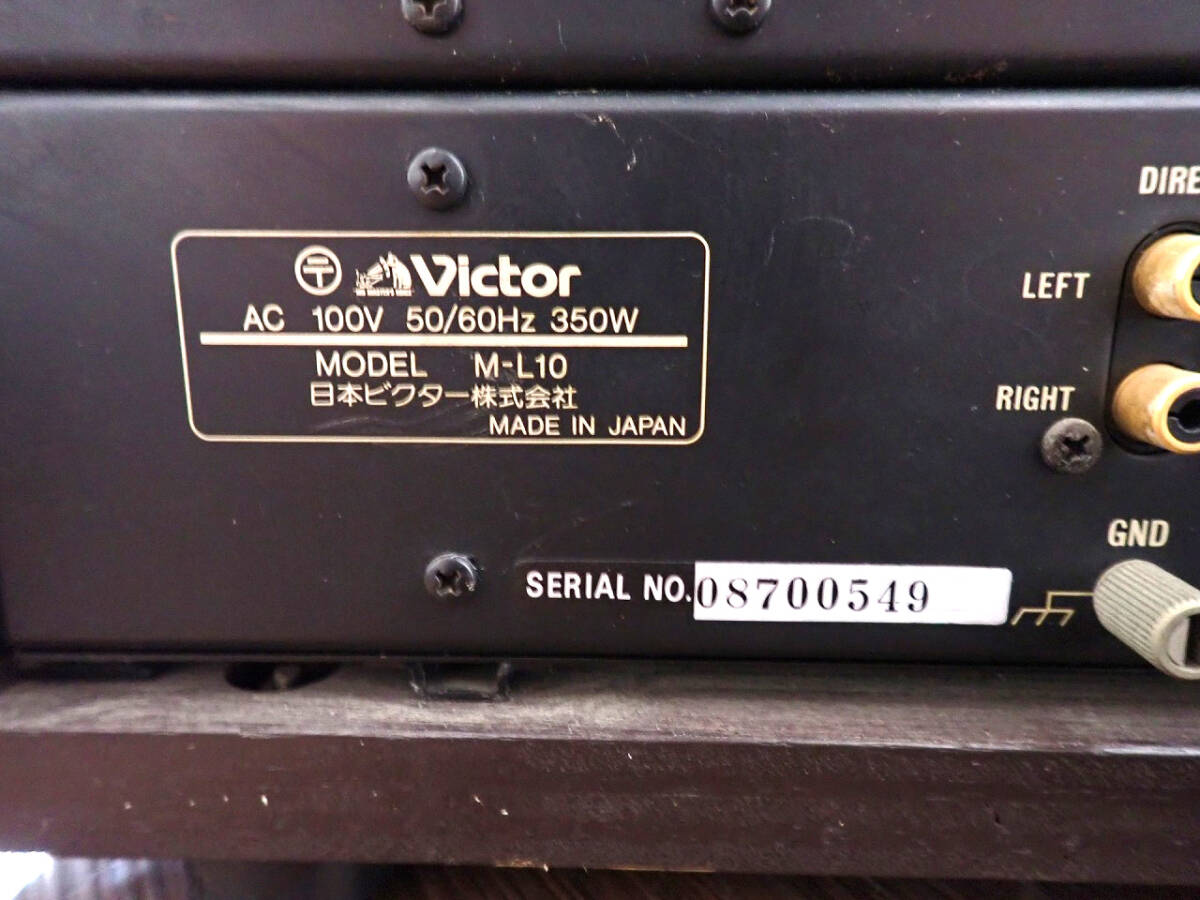 〒 Victor
AC 100V 50/60Hz 350W
MODEL M-L10
日本ビクター株式会社
MADE IN JAPAN
DIRE
LEFT
RIGHT
GND
SERIAL NO. 08700549